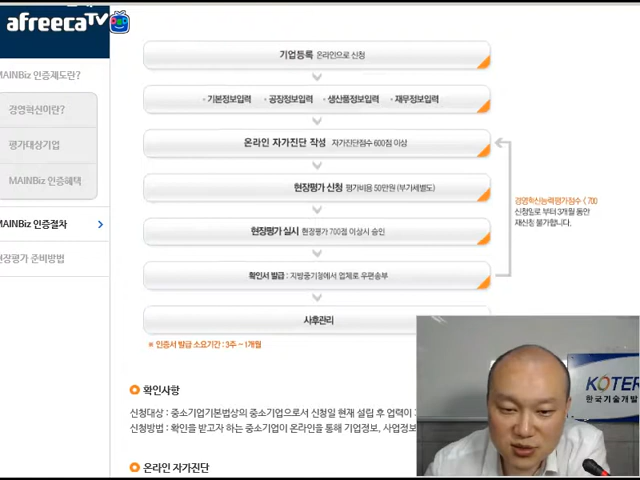 afreecaTV
MAINBiz 인증제도란?
경영혁신이란?
평가대상기업
MAINBiz 인증혜택
MAINBiz 인증절차
현장평가 준비방법
기업등록 온라인으로 신청
· 기본정보입력 · 공장정보입력 · 생산품정보입력 · 재무정보입력
온라인 자가진단 작성 자가진단점수 600점 이상
현장평가 신청 평가비용 50만원 (부가세별도)
현장평가 실시 현장평가 700점 이상시 승인
확인서 발급 : 지방중기청에서 업체로 우편송부
사후관리
경영혁신능력평가점수 < 700
신청일로 부터 3개월 동안
재신청 불가합니다.
* 인증서 발급 소요기간 : 3주 ~ 1개월
확인사항
신청대상 : 중소기업기본법상의 중소기업으로서 신청일 현재 설립 후 업력이
신청방법 : 확인을 받고자 하는 중소기업이 온라인을 통해 기업정보, 사업정보
온라인 자가진단
KOTER
한국기술개발